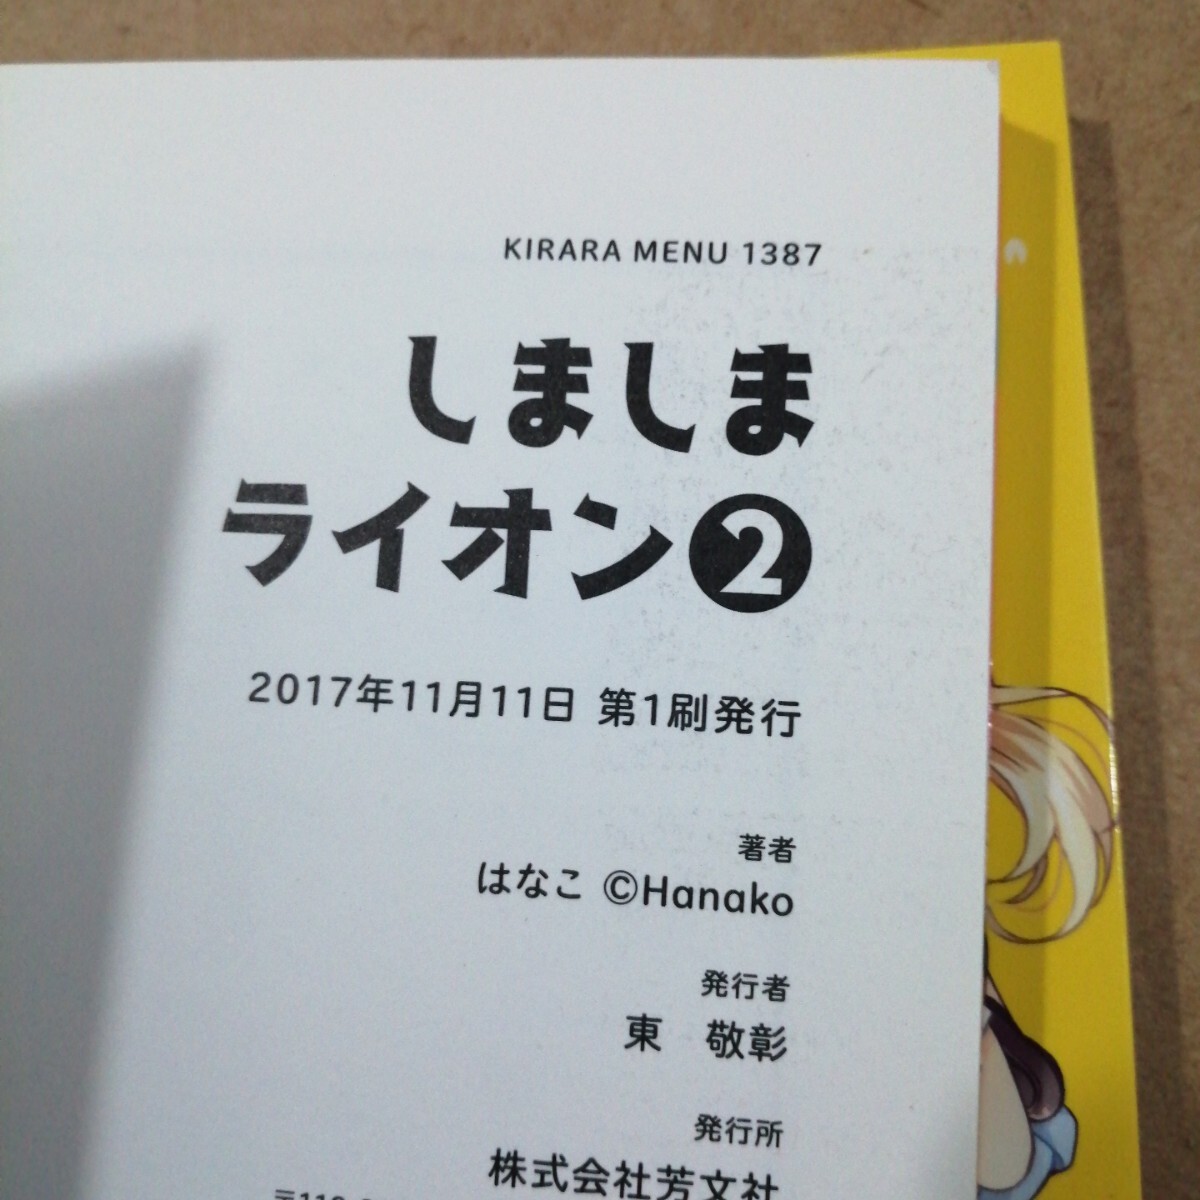 KIRARA MENU 1387
しましま
ライオン❷
2017年11月11日 第1刷発行
著者
はなこ ©Hanako
発行者
東　敬彰
発行所
株式会社芳文社